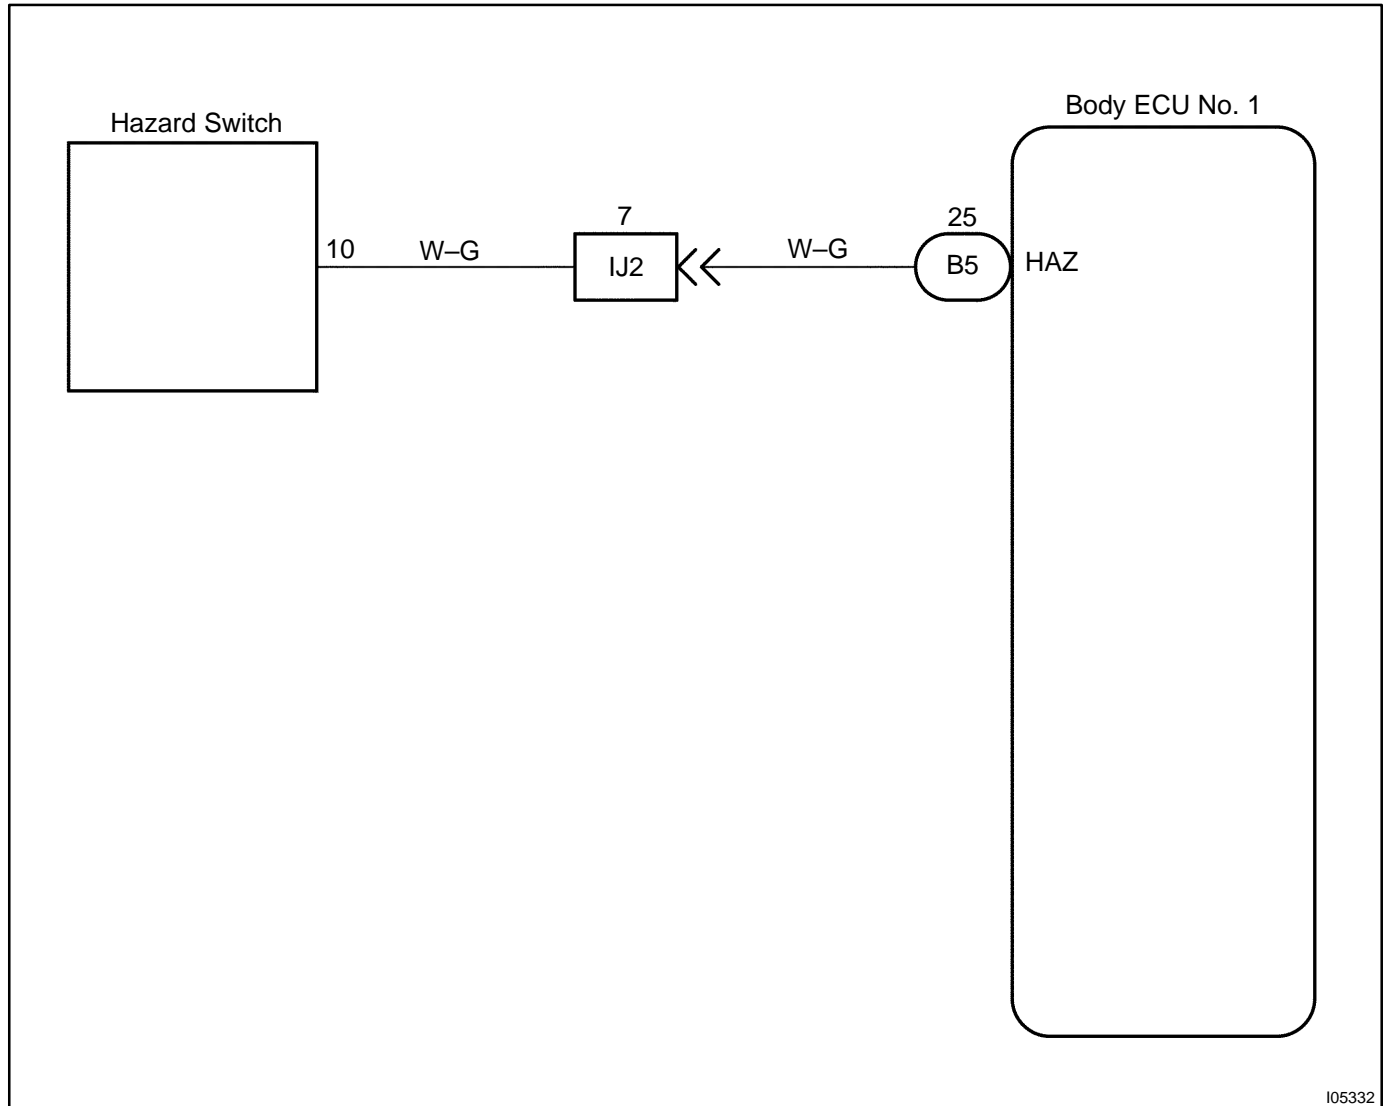 Body ECU No. 1
Hazard Switch
7
25
10
W–G
W–G
IJ2
B5
HAZ
I05332